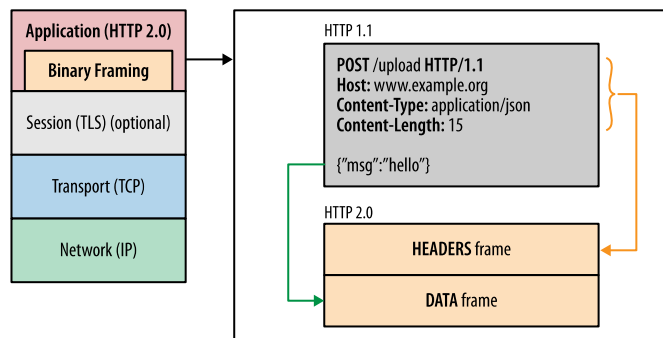 Application (HTTP 2.0)
Binary Framing
Session (TLS) (optional)
Transport (TCP)
Network (IP)
HTTP 1.1
POST /upload HTTP/1.1
Host: www.example.org
Content-Type: application/json
Content-Length: 15
{”msg”:”hello”}
HTTP 2.0
HEADERS frame
DATA frame